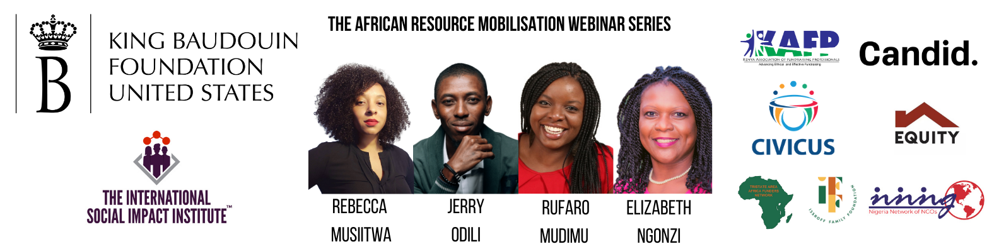 B
KING BAUDOUIN
FOUNDATION
UNITED STATES
THE INTERNATIONAL
SOCIAL IMPACT INSTITUTE™
THE AFRICAN RESOURCE MOBILISATION WEBINAR SERIES
REBECCA
MUSIITWA
JERRY
ODILI
RUFARO
MUDIMU
ELIZABETH
NGONZI
KAFP
KENYA ASSOCIATION OF FUNDRAISING PROFESSIONALS
Advancing Ethical and Effective Fundraising
Candid.
CIVICUS
EQUITY
TRISTATE AREA
AFRICA FUNDERS
NETWORK
IFF
ISSROFF FAMILY FOUNDATION
nnng
Nigeria Network of NGOs